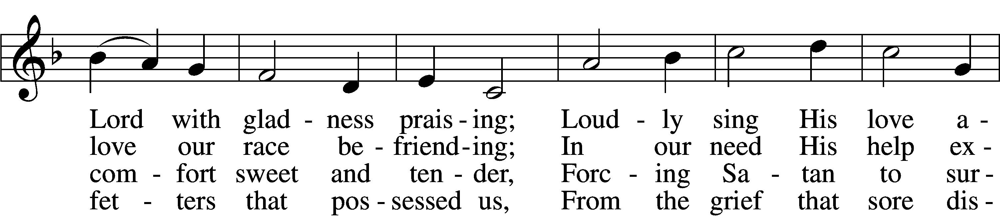 Lord with glad - ness prais - ing; Loud - ly sing His love a -
love our race be - friend - ing; In our need His help ex -
com - fort sweet and ten - der, Forc - ing Sa - tan to sur -
fet - ters that pos - sessed us, From the grief that sore dis -